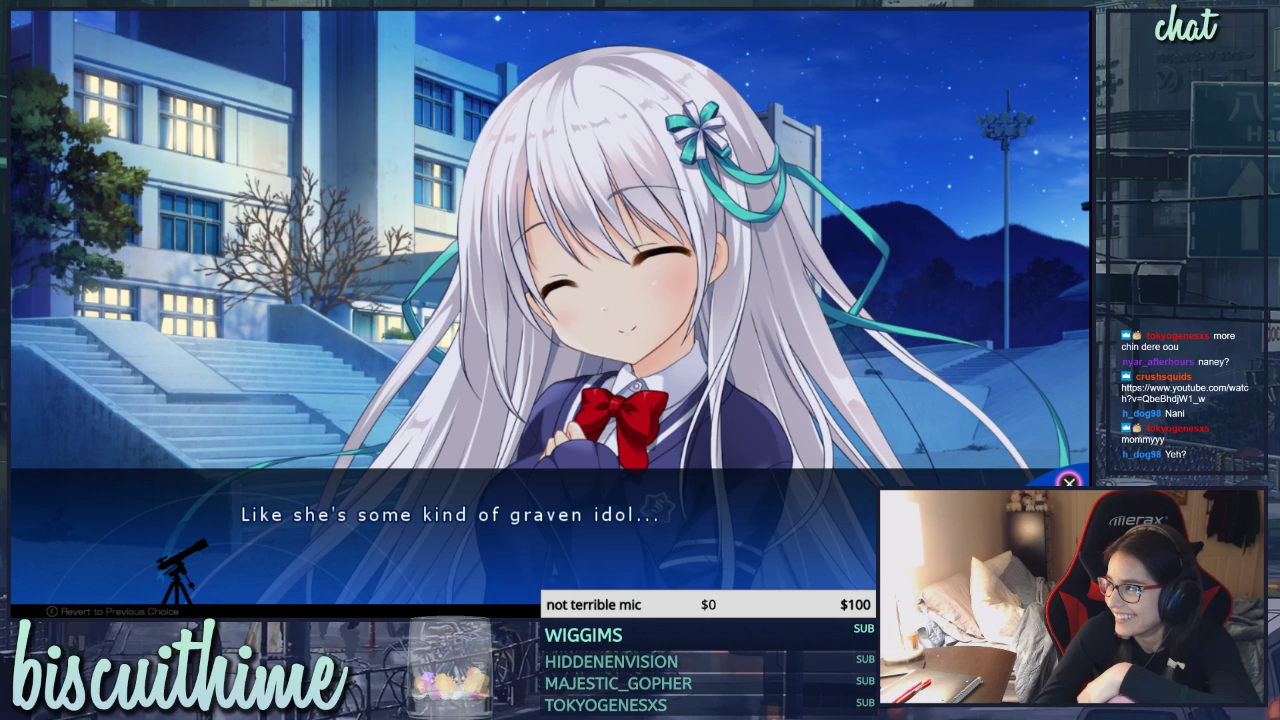 chat
八
Ha
tokyogenesxs more
chin dere oou
nyar_afterhours naney?
crushsquids
https://www.youtube.com/watc
h?v=QbeBhdjW1_w
h_dog98 Nani
tokyogenesxs
mommyyy
h_dog98 Yeh?
Like she's some kind of graven idol...
Revert to Previous Choice
merax
not terrible mic $0 $100
WIGGIMS SUB
HIDDENENVISION SUB
MAJESTIC_GOPHER SUB
TOKYOGENESXS SUB
biscuithime